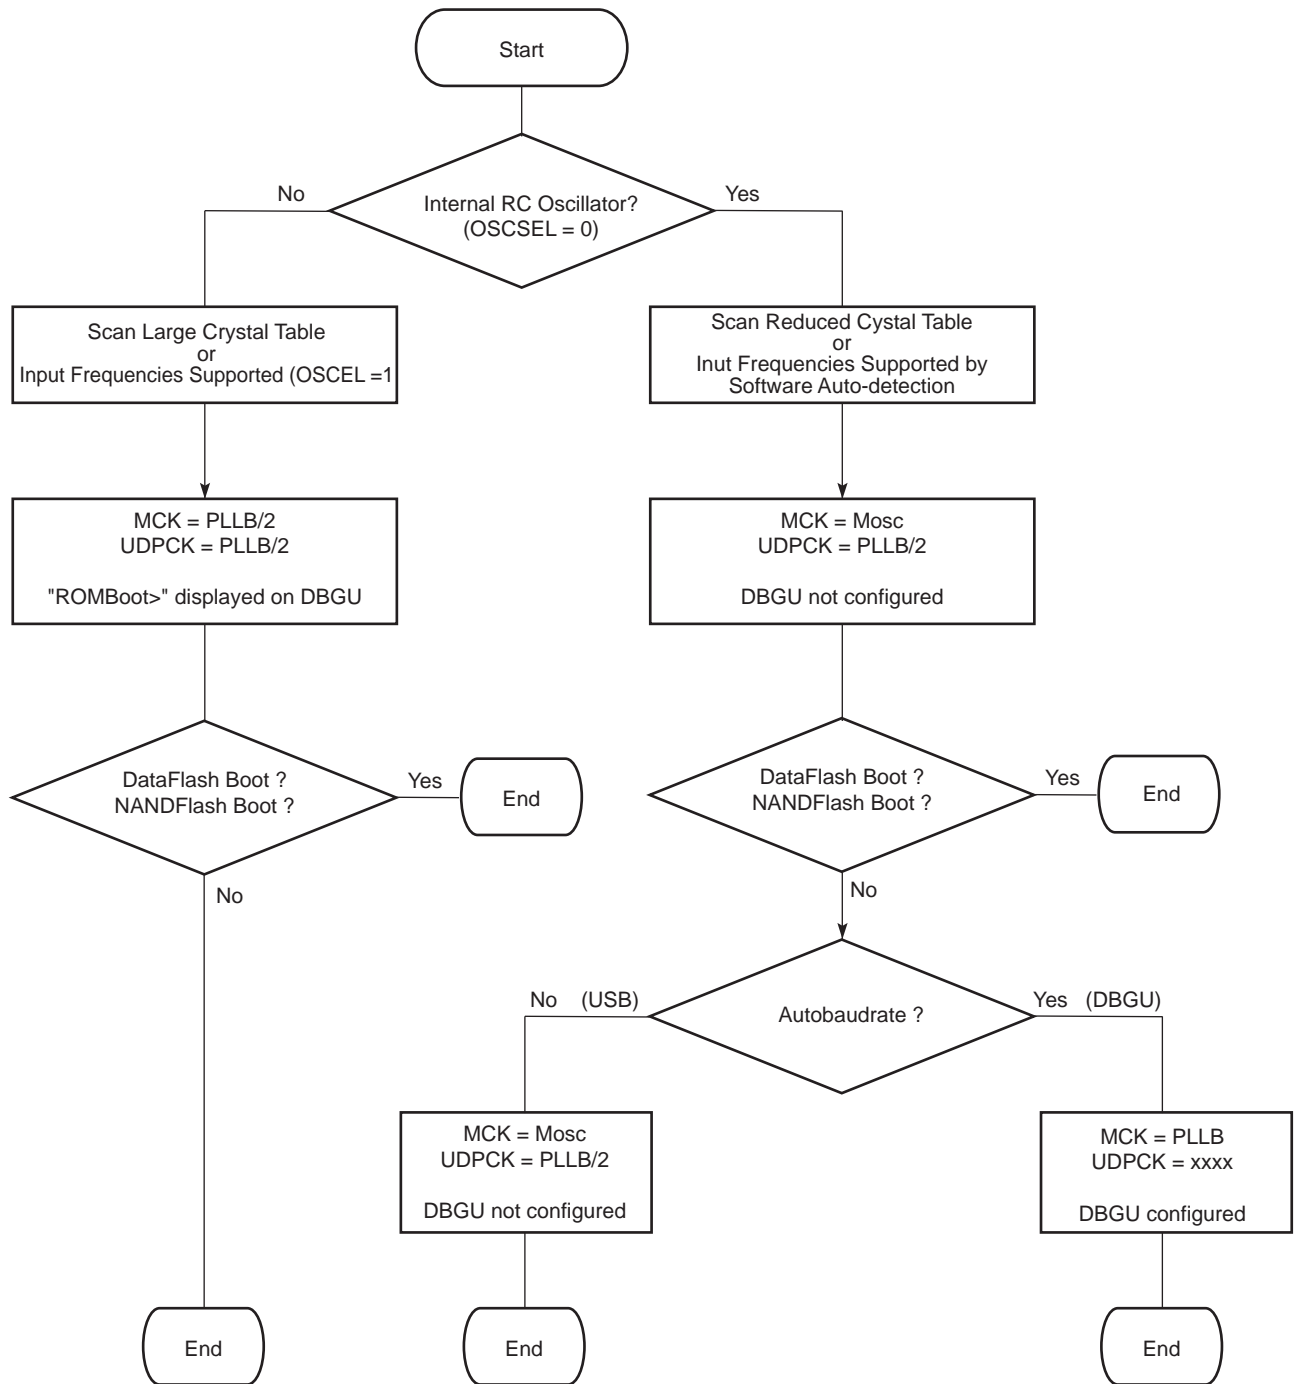 Start
No
Yes
Internal RC Oscillator?
(OSCSEL = 0)
Scan Large Crystal Table
or
Input Frequencies Supported (OSCEL =1
Scan Reduced Cystal Table
or
Inut Frequencies Supported by
Software Auto-detection
MCK = PLLB/2
UDPCK = PLLB/2
"ROMBoot>" displayed on DBGU
MCK = Mosc
UDPCK = PLLB/2
DBGU not configured
DataFlash Boot ?
NANDFlash Boot ?
Yes
End
No
DataFlash Boot ?
NANDFlash Boot ?
Yes
End
No
Autobaudrate ?
No (USB)
Yes (DBGU)
MCK = Mosc
UDPCK = PLLB/2
DBGU not configured
MCK = PLLB
UDPCK = xxxx
DBGU configured
End
End
End